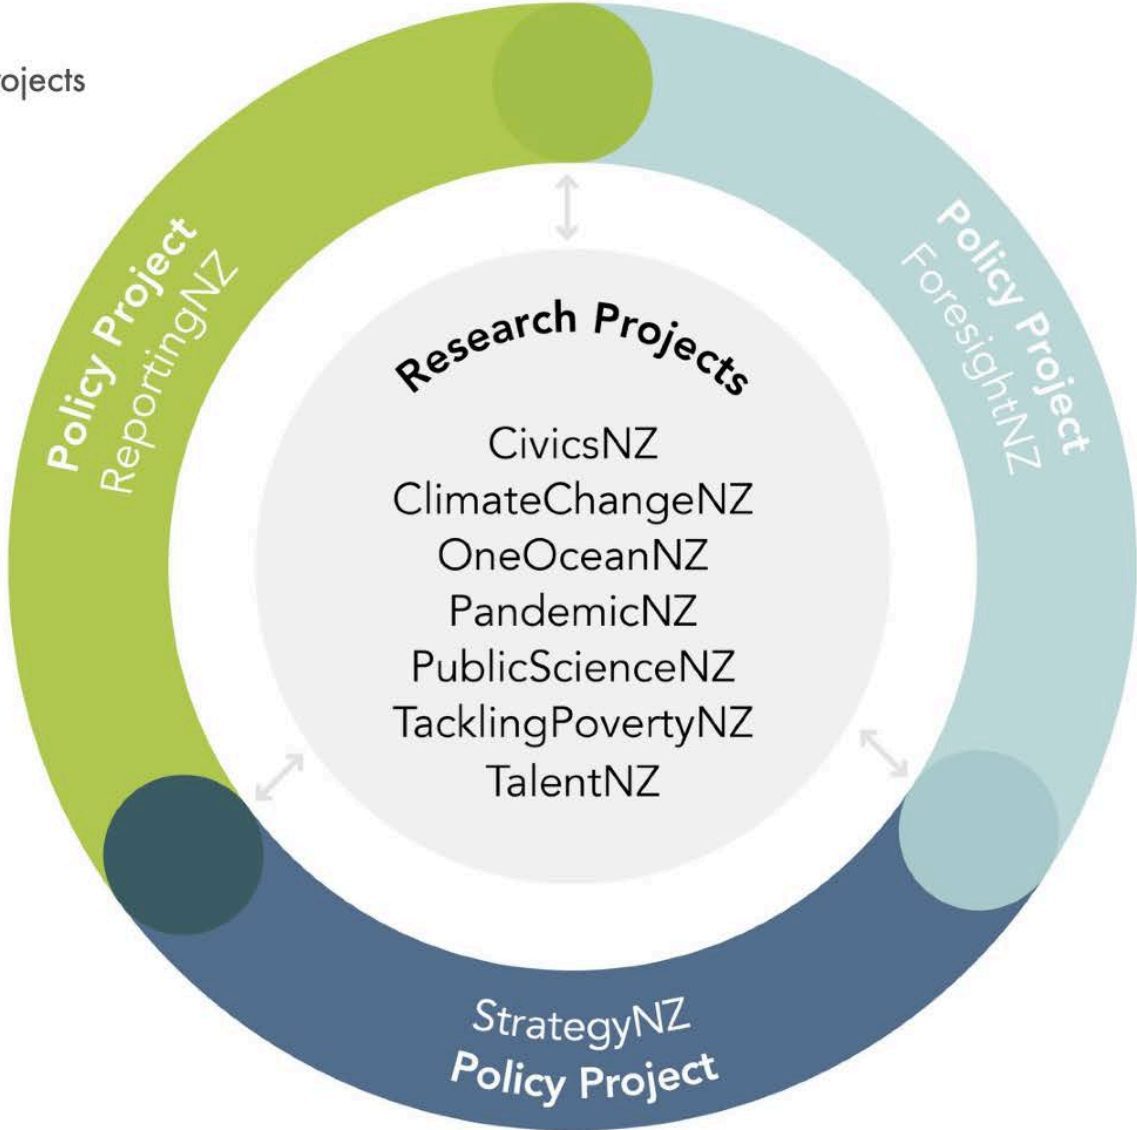 ojects
Policy Project
ReportingNZ
Policy Project
ForesightNZ
Research Projects
CivicsNZ
ClimateChangeNZ
OneOceanNZ
PandemicNZ
PublicScienceNZ
TacklingPovertyNZ
TalentNZ
StrategyNZ
Policy Project